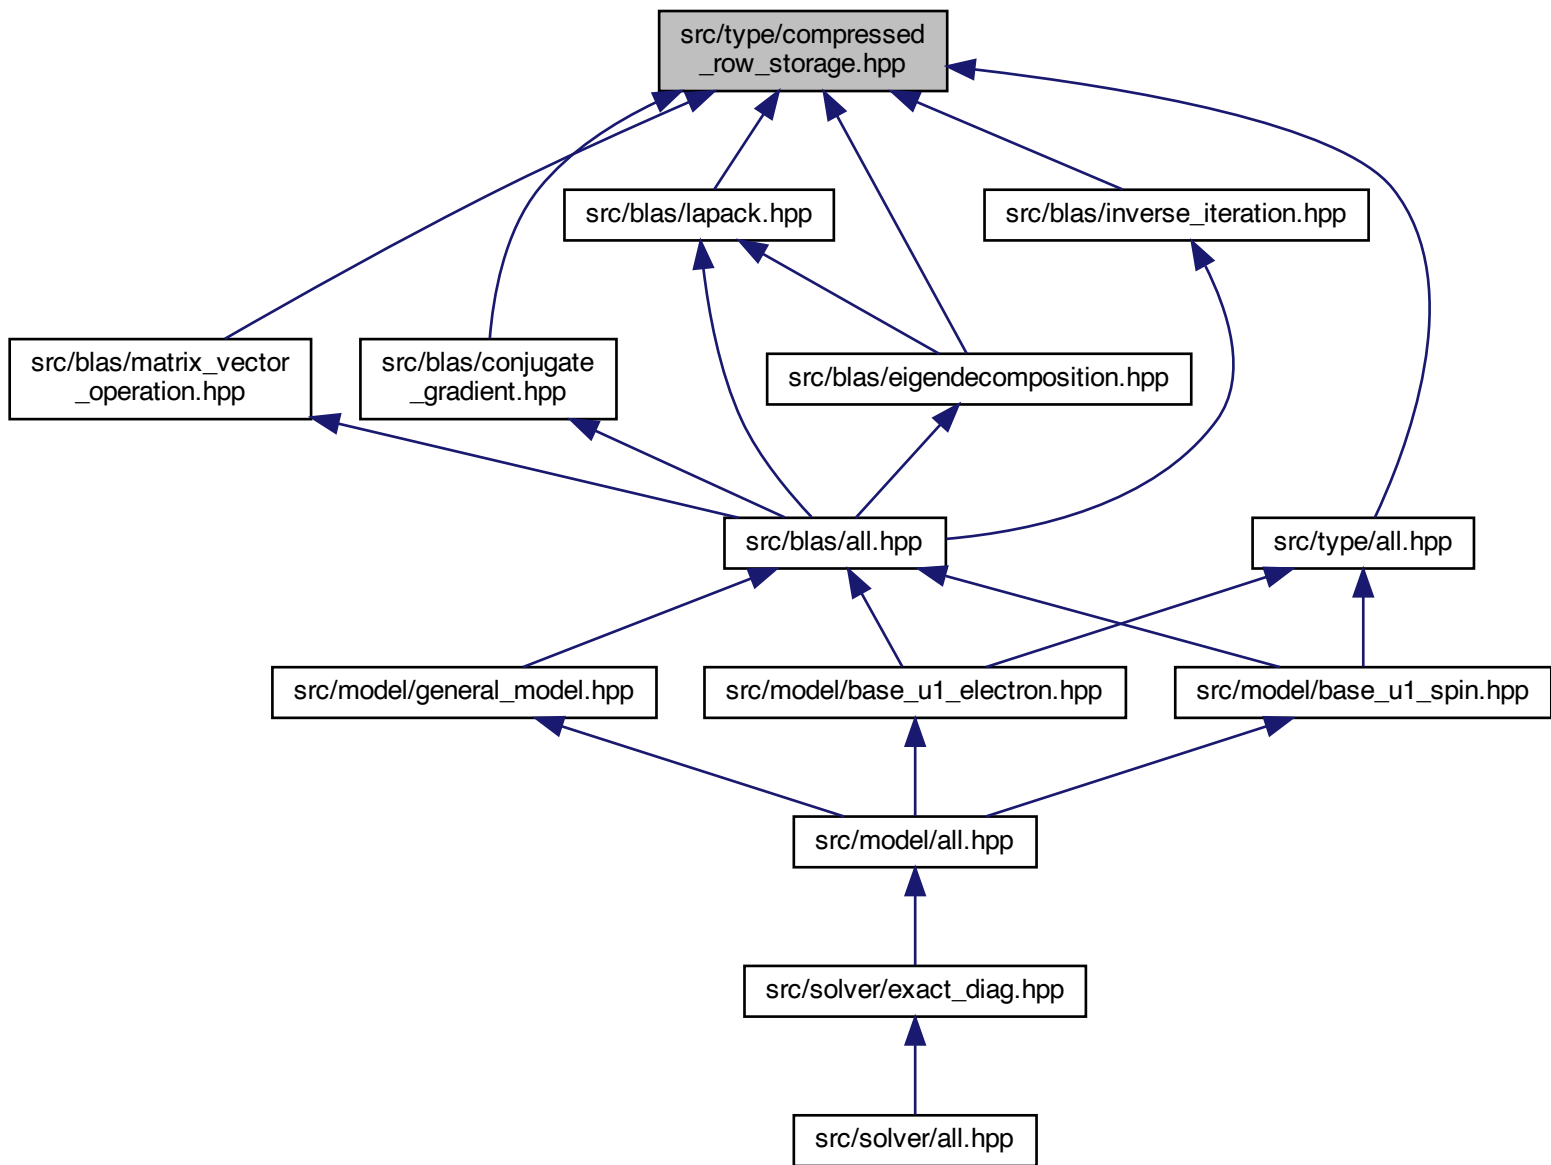 src/type/compressed
_row_storage.hpp
src/blas/lapack.hpp
src/blas/inverse_iteration.hpp
src/blas/matrix_vector
_operation.hpp
src/blas/conjugate
_gradient.hpp
src/blas/eigendecomposition.hpp
src/blas/all.hpp
src/type/all.hpp
src/model/general_model.hpp
src/model/base_u1_electron.hpp
src/model/base_u1_spin.hpp
src/model/all.hpp
src/solver/exact_diag.hpp
src/solver/all.hpp